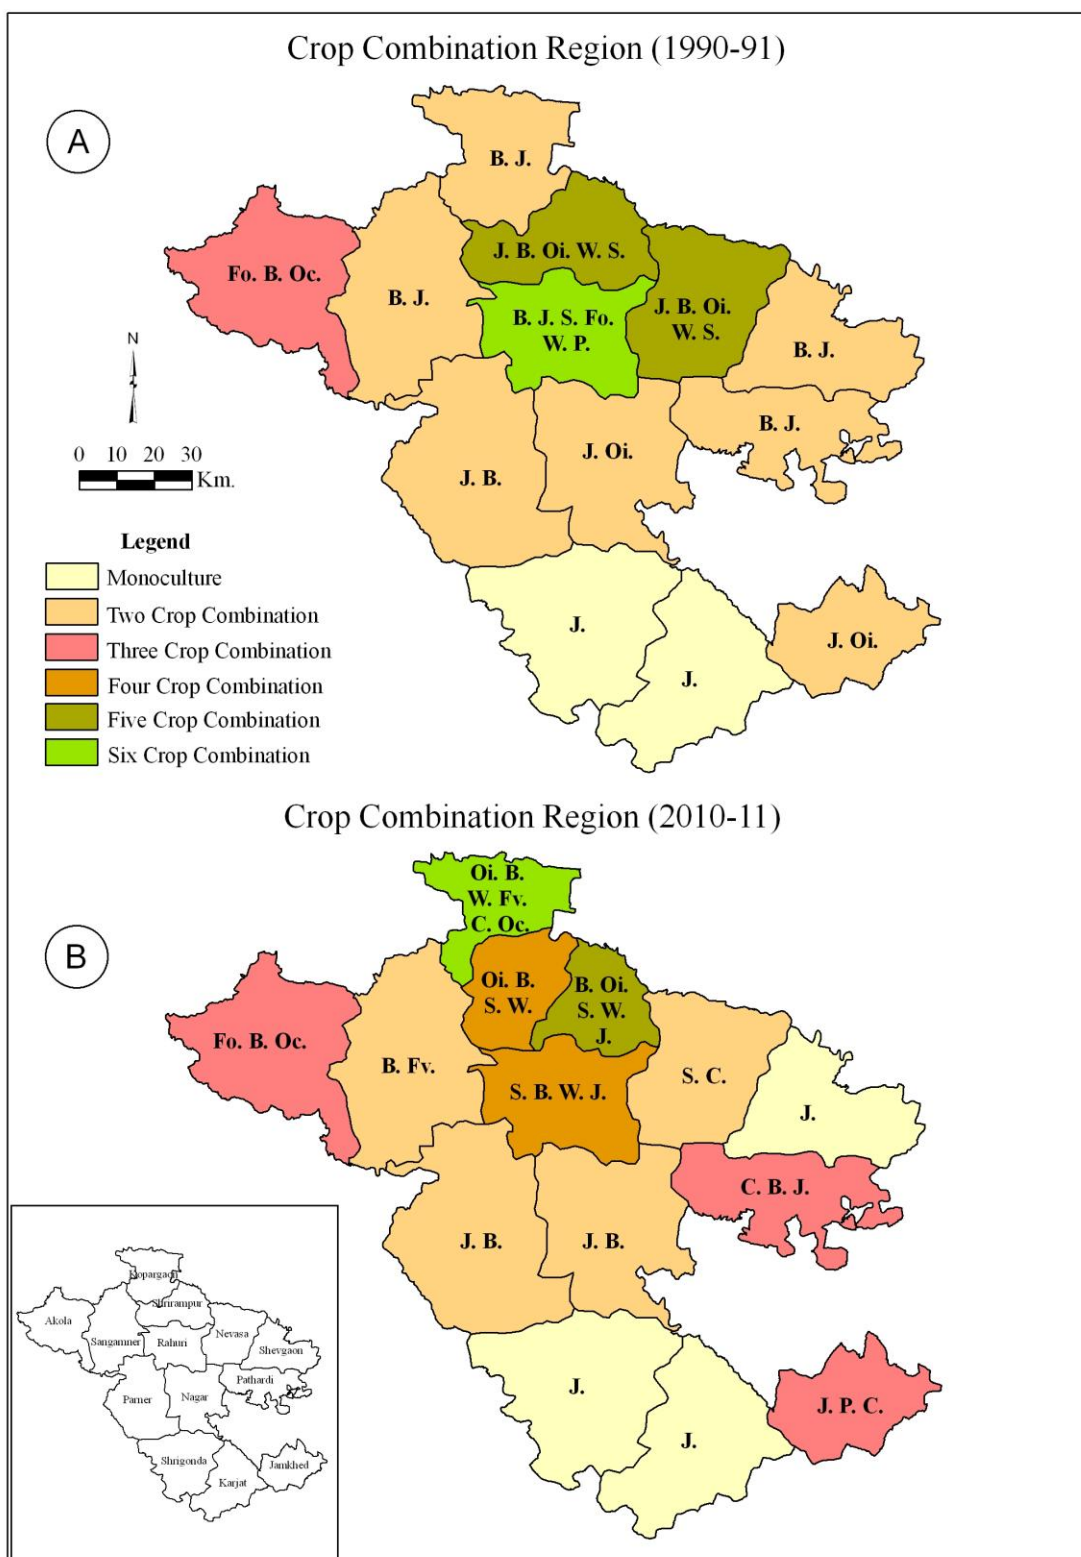 Crop Combination Region (1990-91)
A
B. J.
J. B. Oi. W. S.
Fo. B. Oc.
B. J.
B. J. S. Fo.
W. P.
J. B. Oi.
W. S.
B. J.
B. J.
J. Oi.
J. B.
N
0 10 20 30
Km.
Legend
Monoculture
Two Crop Combination
Three Crop Combination
Four Crop Combination
Five Crop Combination
Six Crop Combination
J.
J.
J. Oi.
Crop Combination Region (2010-11)
B
Oi. B.
W. Fv.
C. Oc.
Oi. B.
S. W.
B. Oi.
S. W.
J.
Fo. B. Oc.
B. Fv.
S. B. W. J.
S. C.
J.
C. B. J.
J. B.
J. B.
J.
J.
J. P. C.
Kopargaon
Shrirampur
Akola
Sangamner
Rahuri
Nevasa
Shevgaon
Pathardi
Parner
Nagar
Shrigonda
Karjat
Jamkhed